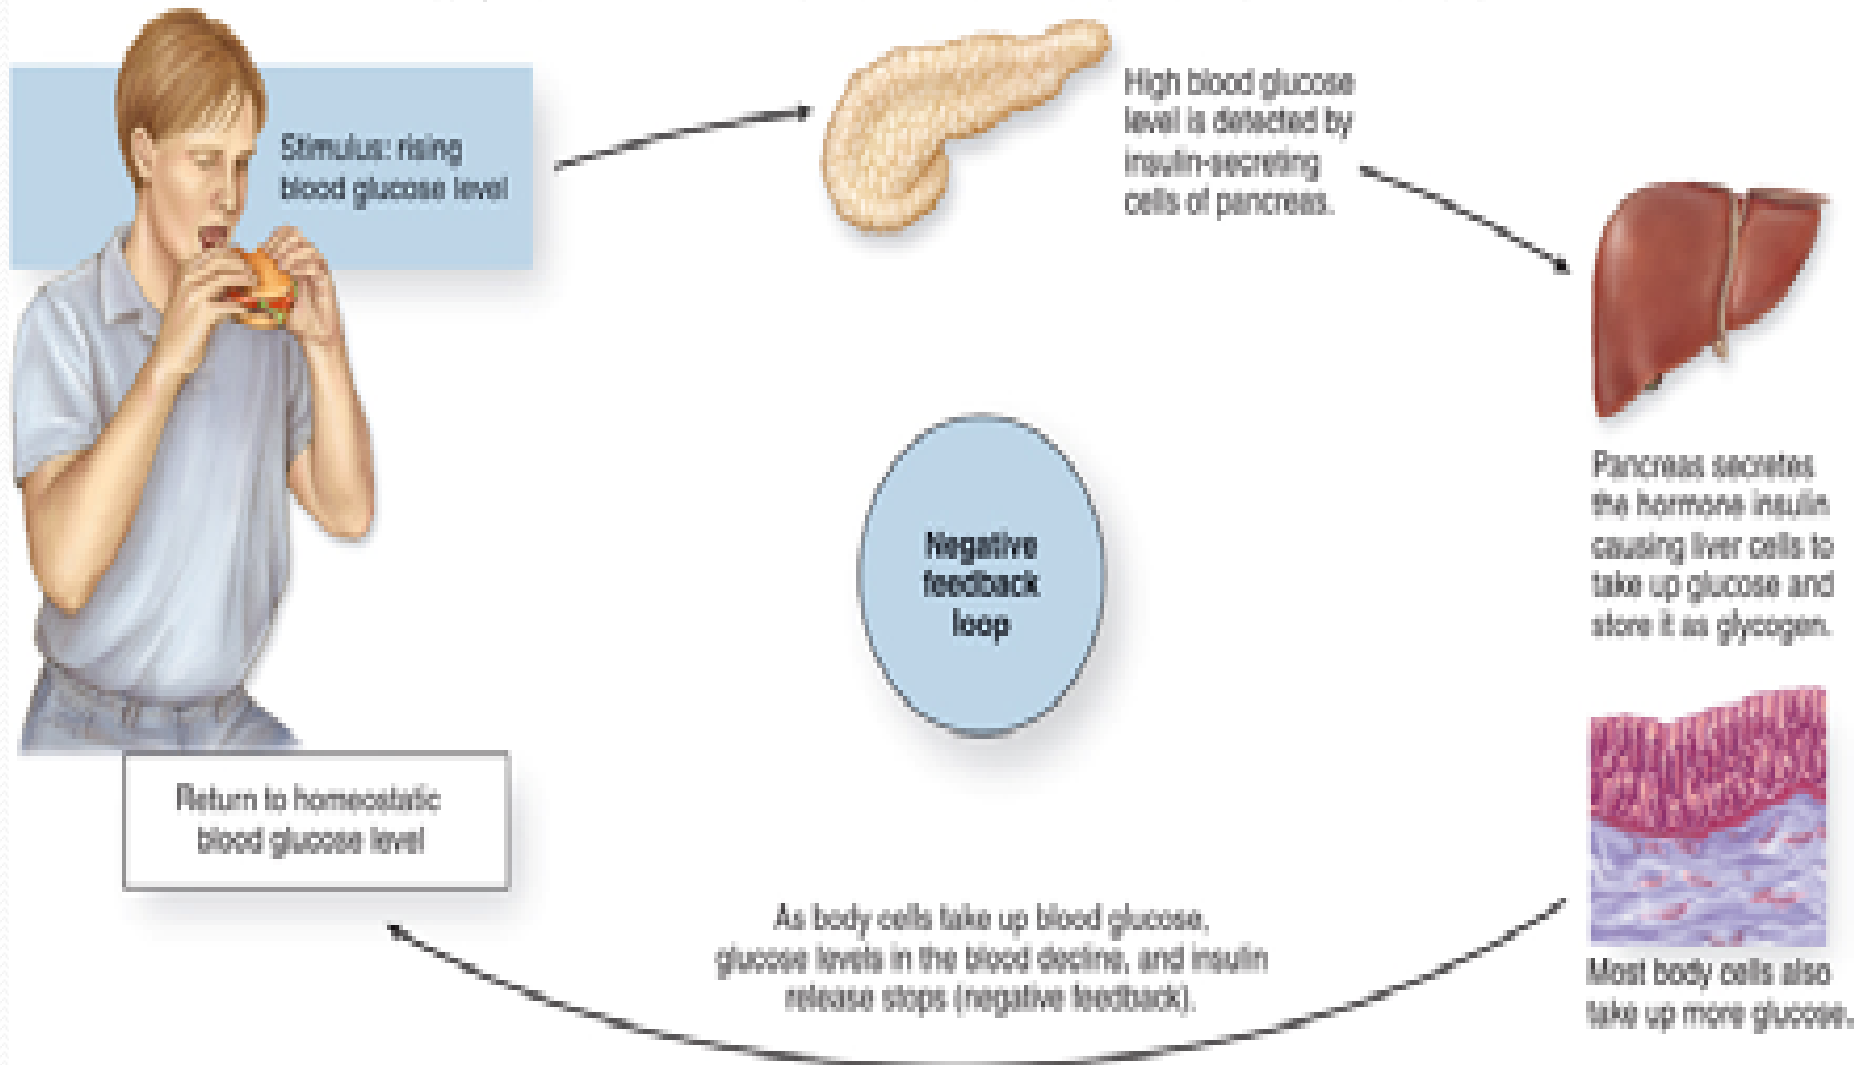 Stimulus: rising
blood glucose level
High blood glucose
level is detected by
insulin-secreting
cells of pancreas.
Pancreas secretes
the hormone insulin
causing liver cells to
take up glucose and
store it as glycogen.
Negative
feedback
loop
Most body cells also
take up more glucose.
As body cells take up blood glucose,
glucose levels in the blood decline, and insulin
release stops (negative feedback).
Return to homeostatic
blood glucose level